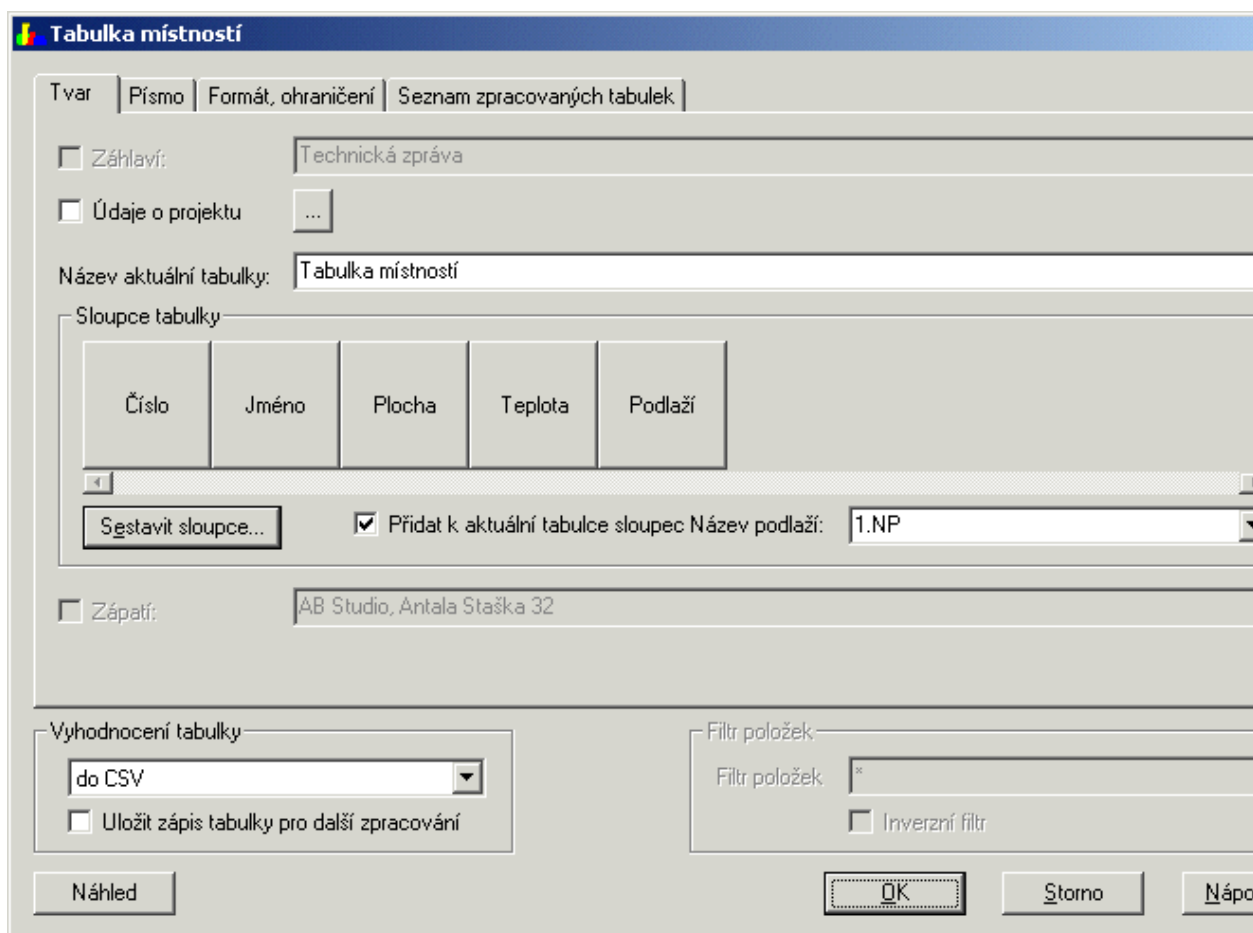 Tabulka místností
Tvar Písmo Formát, ohraničení Seznam zpracovaných tabulek
Záhlaví: Technická zpráva
Údaje o projektu ...
Název aktuální tabulky: Tabulka místností
Sloupce tabulky
Číslo Jméno Plocha Teplota Podlaží
Sestavit sloupce... Přidat k aktuální tabulce sloupec Název podlaží: 1.NP
Zápatí: AB Studio, Antala Staška 32
Vyhodnocení tabulky Filtr položek
do CSV Filtr položek *
Uložit zápis tabulky pro další zpracování Inverzní filtr
Náhled OK Storno Nápo